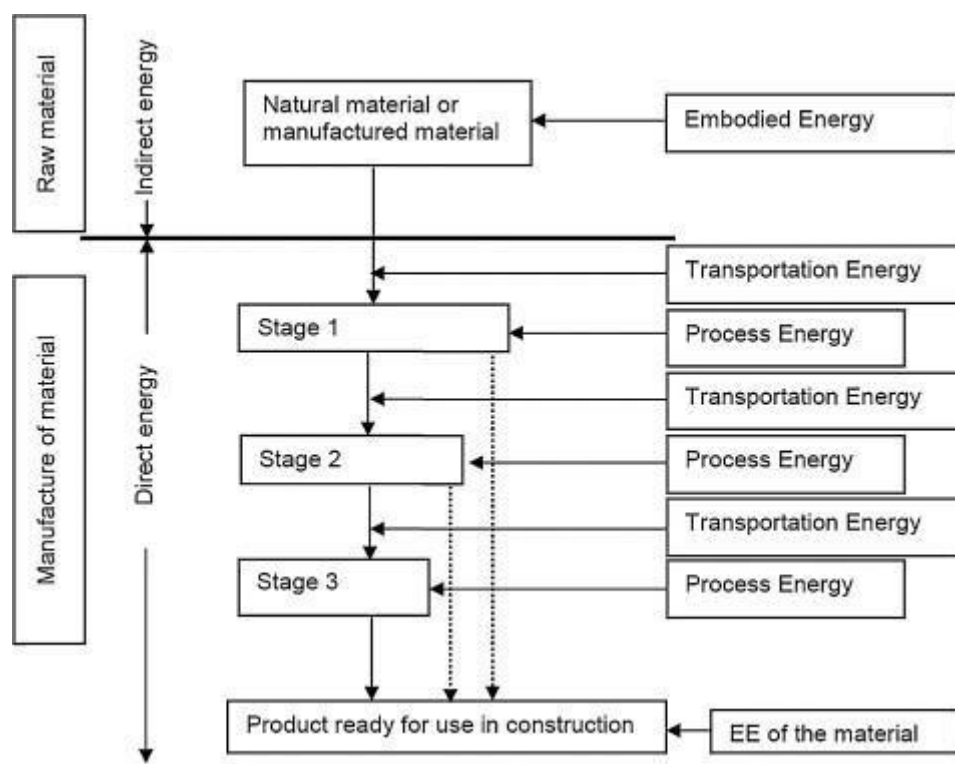 Raw material
Indirect energy
Natural material or
manufactured material
Embodied Energy
Manufacture of material
Direct energy
Transportation Energy
Stage 1
Process Energy
Transportation Energy
Stage 2
Process Energy
Transportation Energy
Stage 3
Process Energy
Product ready for use in construction
EE of the material